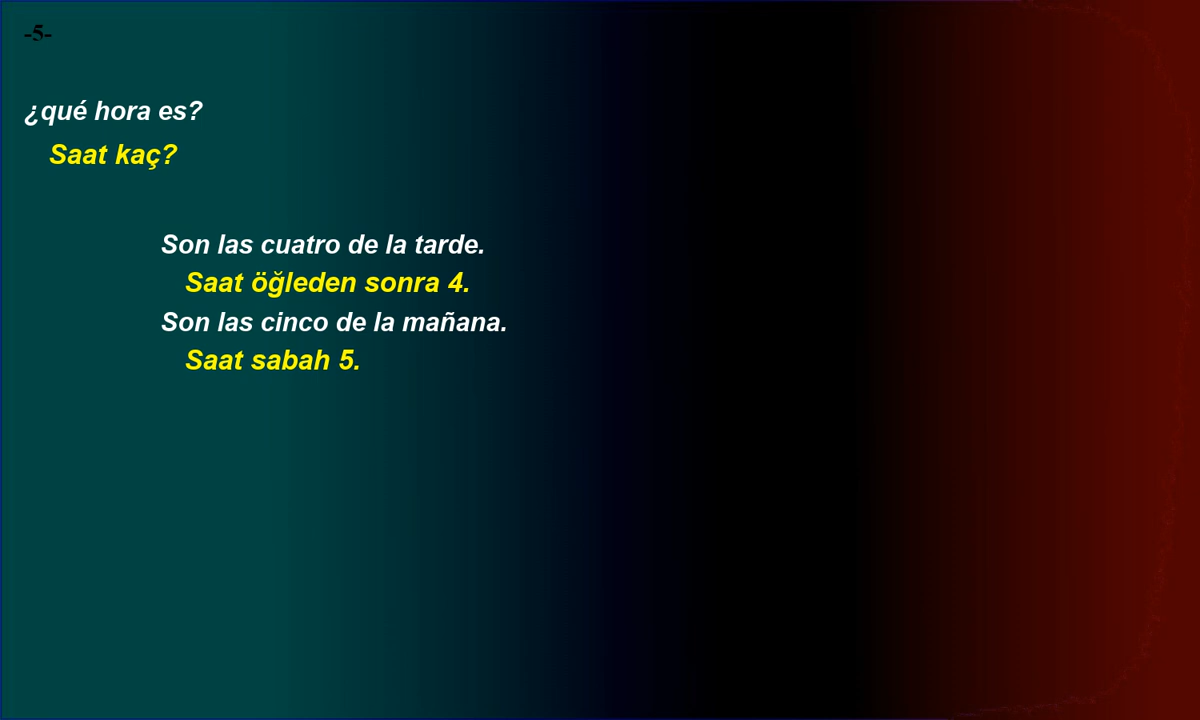 -5-
¿qué hora es?
Saat kaç?
Son las cuatro de la tarde.
Saat öğleden sonra 4.
Son las cinco de la mañana.
Saat sabah 5.